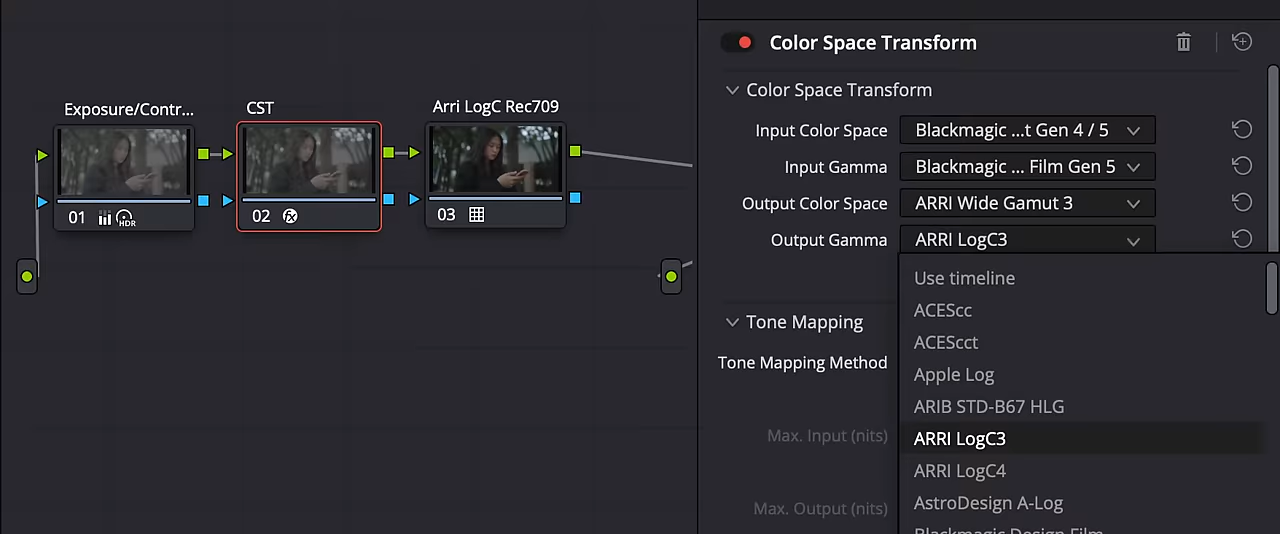 Exposure/Contr...
CST
Arri LogC Rec709
01
HDR
02
03
Color Space Transform
Color Space Transform
Input Color Space
Blackmagic ...t Gen 4 / 5
Input Gamma
Blackmagic ... Film Gen 5
Output Color Space
ARRI Wide Gamut 3
Output Gamma
ARRI LogC3
Use timeline
ACEScc
ACEScct
Apple Log
ARIB STD-B67 HLG
ARRI LogC3
ARRI LogC4
AstroDesign A-Log
Blackmagic Design Film
Tone Mapping
Tone Mapping Method
Max. Input (nits)
Max. Output (nits)